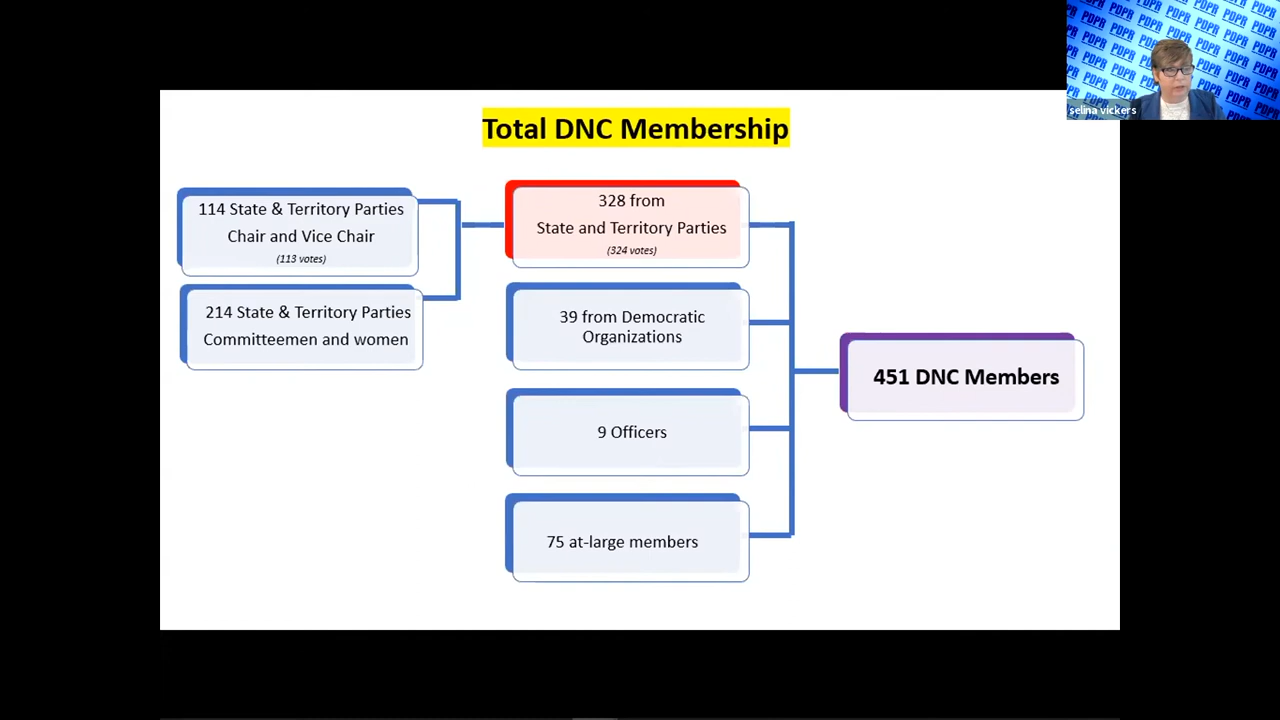 Total DNC Membership
114 State & Territory Parties
Chair and Vice Chair
(113 votes)
214 State & Territory Parties
Committeemen and women
328 from
State and Territory Parties
(324 votes)
39 from Democratic
Organizations
9 Officers
75 at-large members
451 DNC Members
PDPR
selina vickers